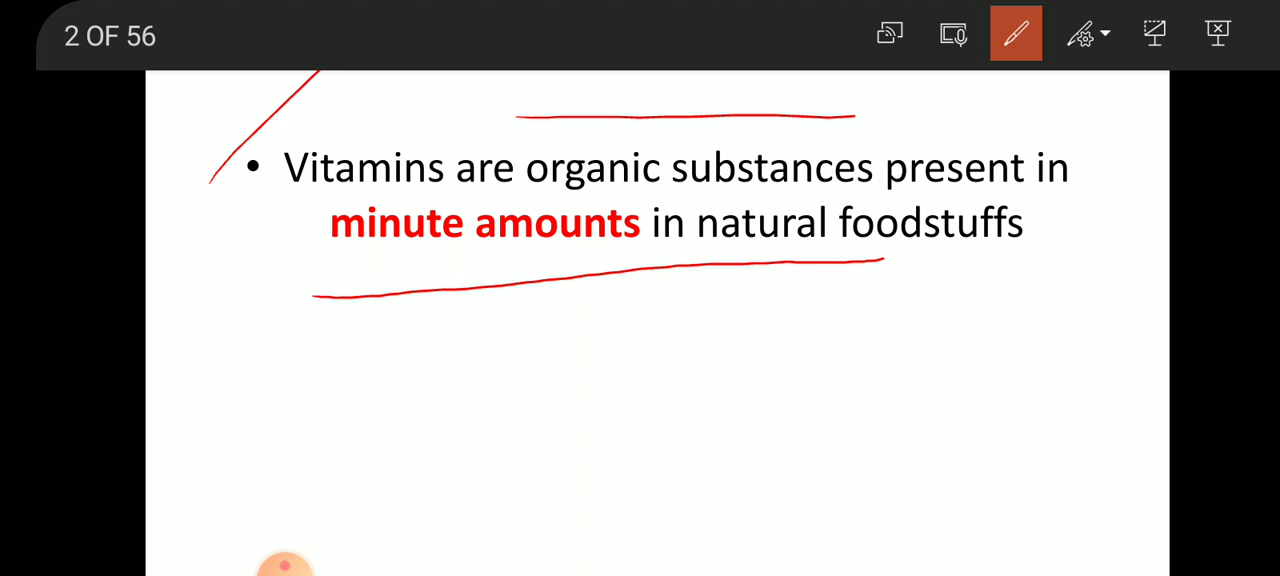 2 OF 56
• Vitamins are organic substances present in
minute amounts in natural foodstuffs